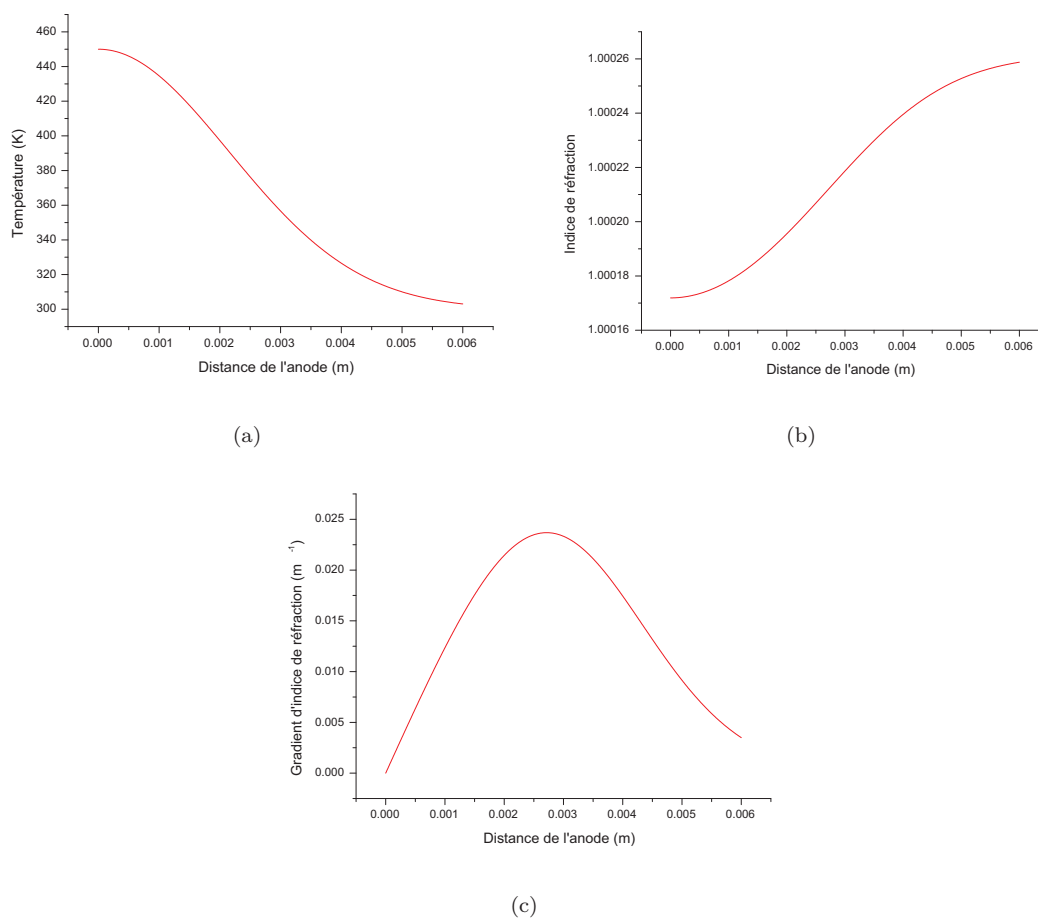 460
440
420
400
380
360
340
320
300
Température (K)
0.000 0.001 0.002 0.003 0.004 0.005 0.006
Distance de l'anode (m)
(a)
1.00026
1.00024
1.00022
1.00020
1.00018
1.00016
Indice de réfraction
0.000 0.001 0.002 0.003 0.004 0.005 0.006
Distance de l'anode (m)
(b)
0.025
0.020
0.015
0.010
0.005
0.000
Gradient d'indice de réfraction (m⁻¹)
0.000 0.001 0.002 0.003 0.004 0.005 0.006
Distance de l'anode (m)
(c)